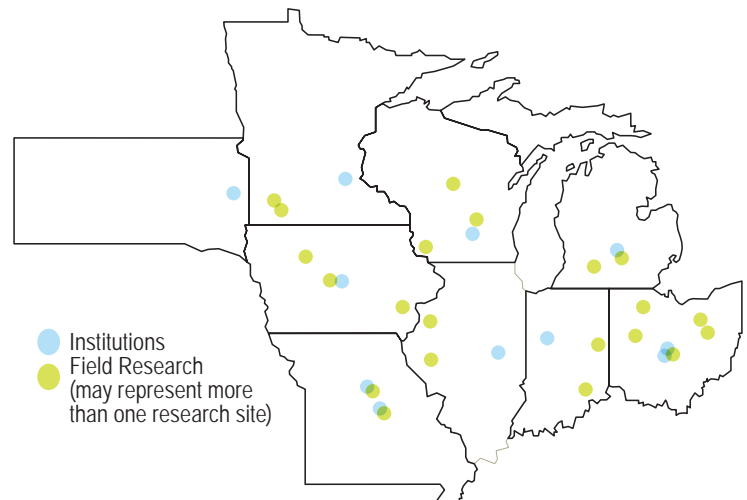 Institutions
Field Research
(may represent more
than one research site)